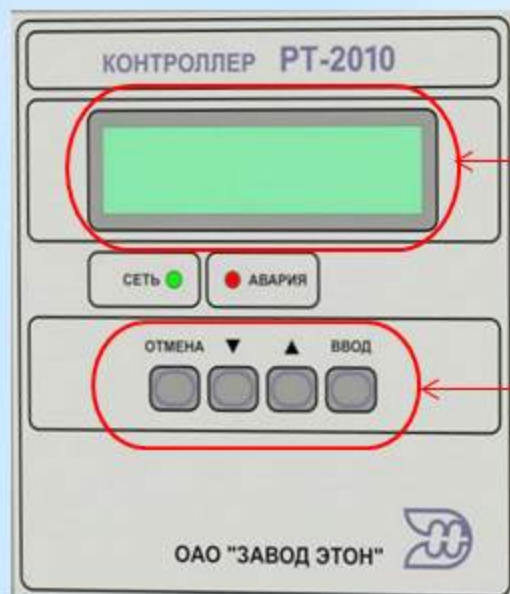 КОНТРОЛЛЕР РТ-2010
СЕТЬ АВАРИЯ
ОТМЕНА ▼ ▲ ВВОД
ОАО "ЗАВОД ЭТОН"